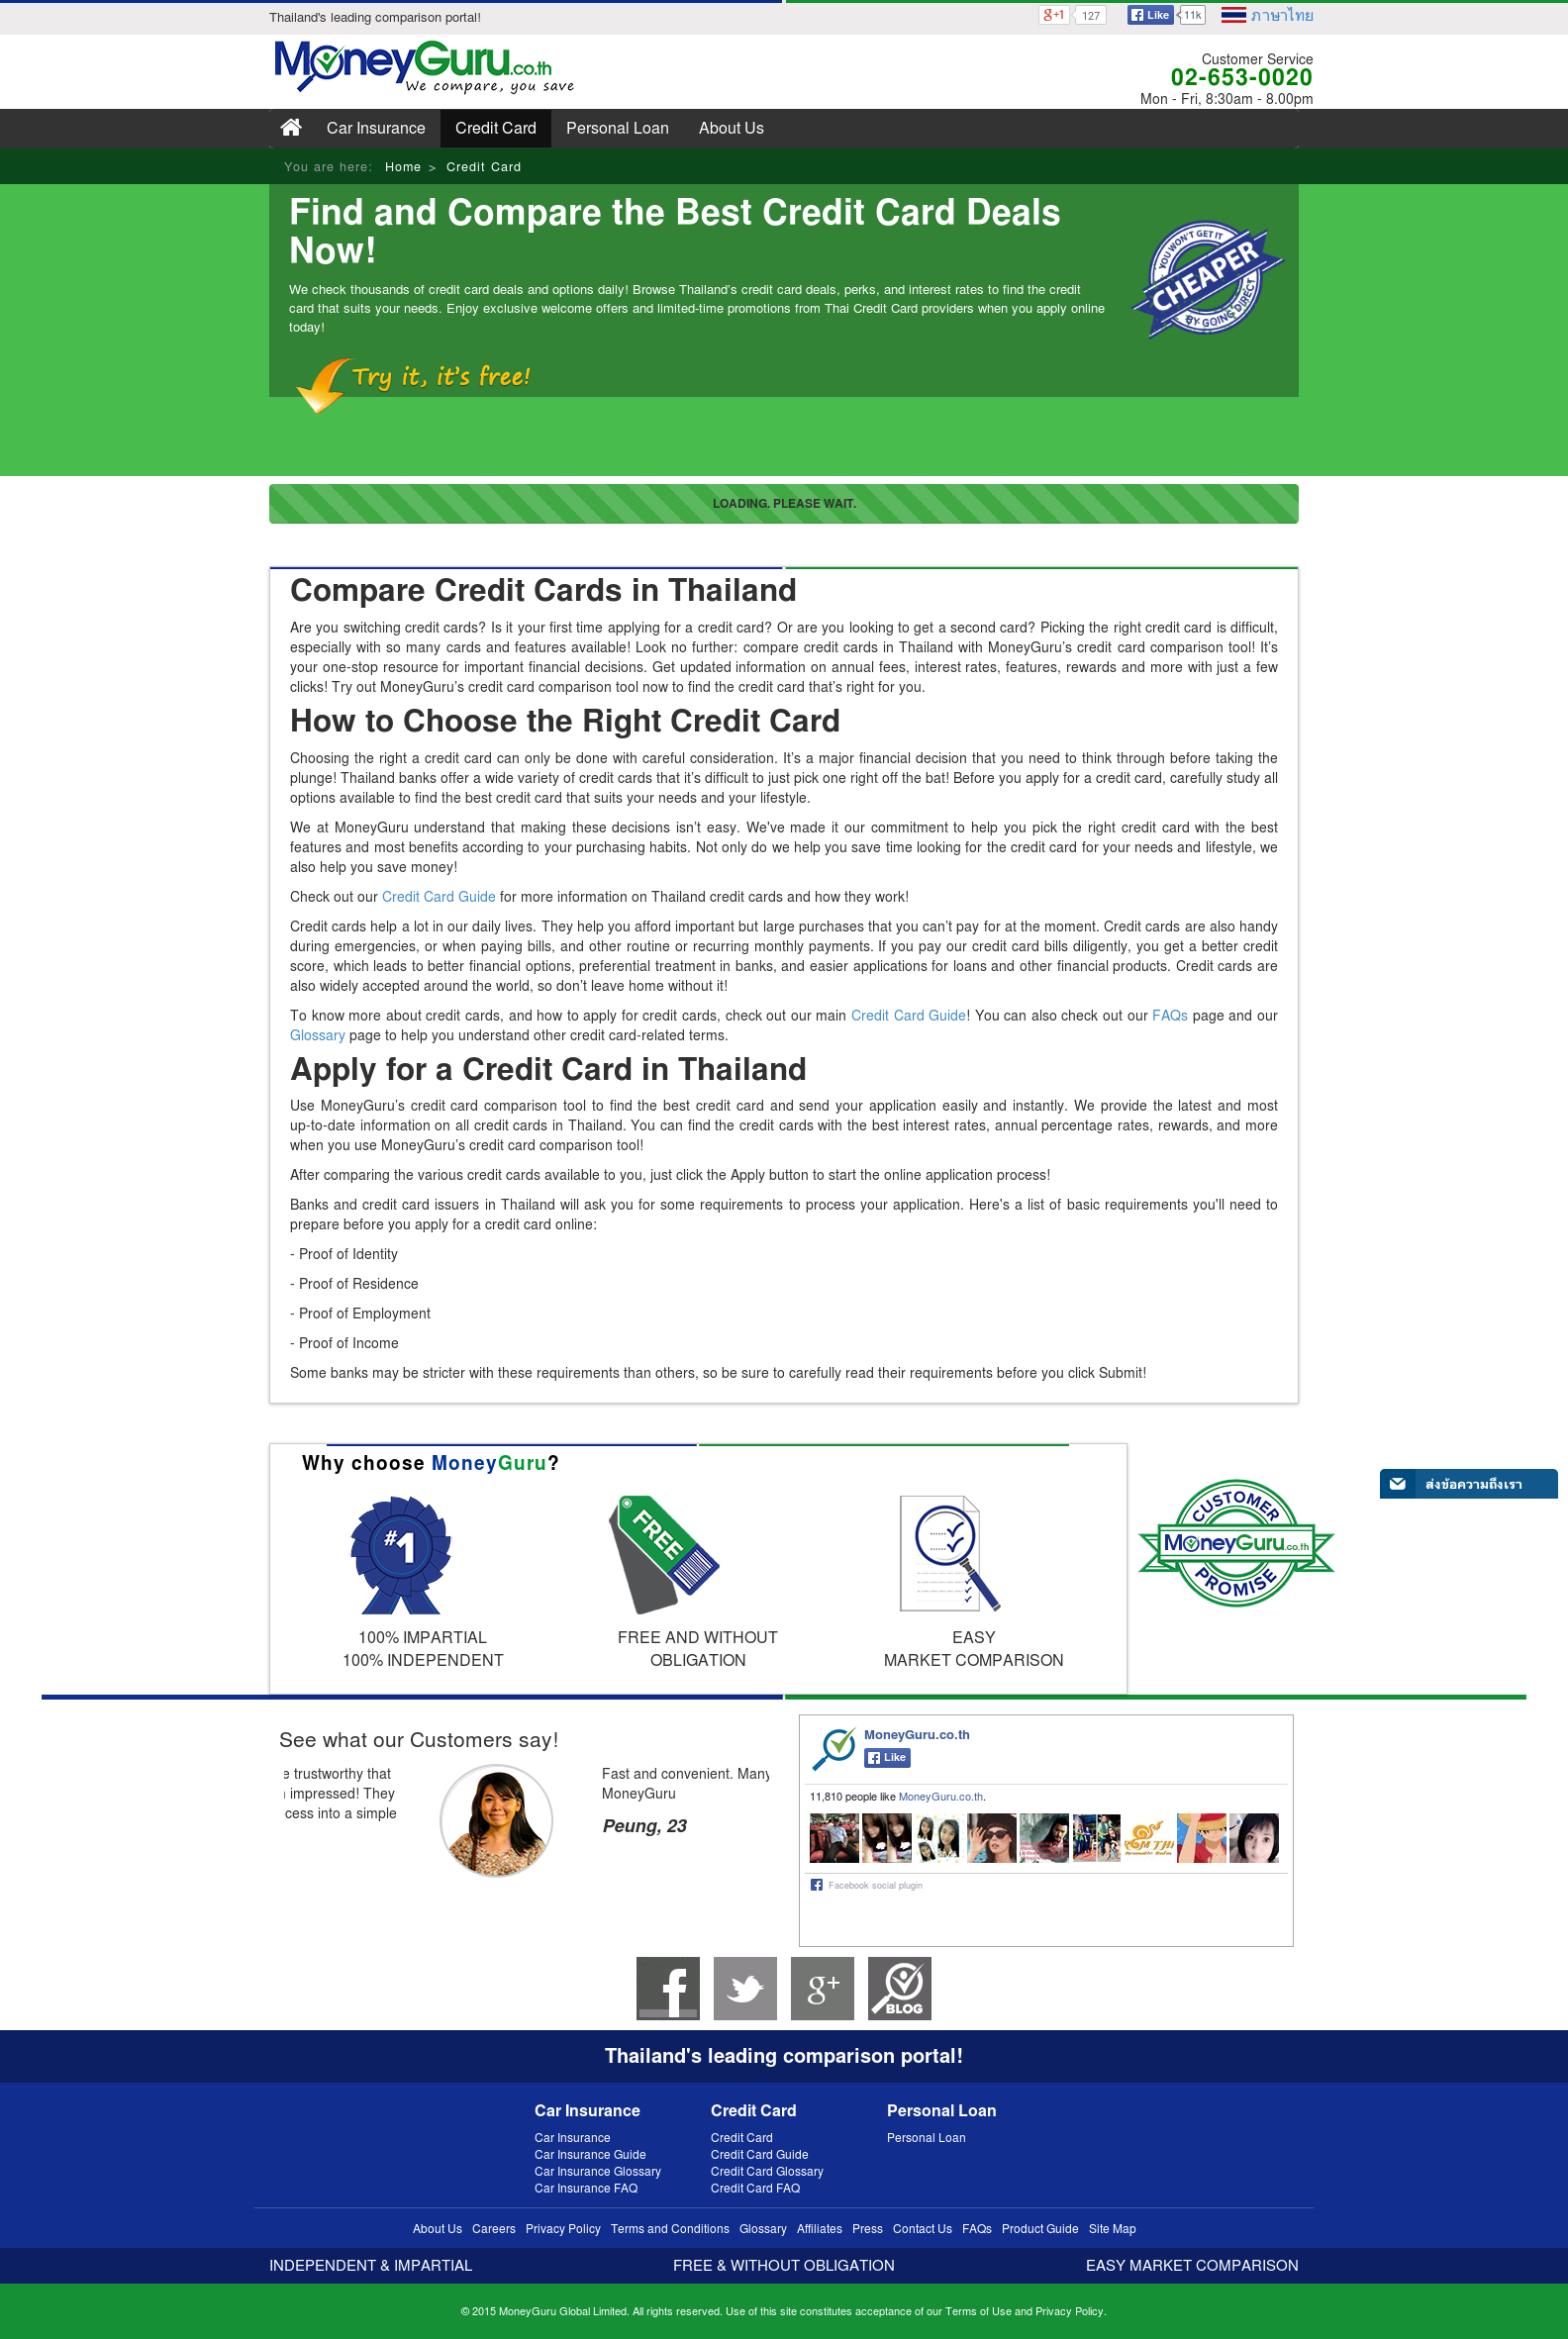 Thailand's leading comparison portal!
g+1 127 Like 11k ภาษาไทย
MoneyGuru.co.th
We compare, you save
Customer Service
02-653-0020
Mon - Fri, 8:30am - 8.00pm
Car Insurance Credit Card Personal Loan About Us
You are here: Home > Credit Card
Find and Compare the Best Credit Card Deals
Now!
We check thousands of credit card deals and options daily! Browse Thailand's credit card deals, perks, and interest rates to find the credit
card that suits your needs. Enjoy exclusive welcome offers and limited-time promotions from Thai Credit Card providers when you apply online
today!
YOU WON'T GET IT
CHEAPER
BY GOING DIRECT
Try it, it's free!
LOADING. PLEASE WAIT.
Compare Credit Cards in Thailand
Are you switching credit cards? Is it your first time applying for a credit card? Or are you looking to get a second card? Picking the right credit card is difficult,
especially with so many cards and features available! Look no further: compare credit cards in Thailand with MoneyGuru's credit card comparison tool! It's
your one-stop resource for important financial decisions. Get updated information on annual fees, interest rates, features, rewards and more with just a few
clicks! Try out MoneyGuru's credit card comparison tool now to find the credit card that's right for you.
How to Choose the Right Credit Card
Choosing the right a credit card can only be done with careful consideration. It's a major financial decision that you need to think through before taking the
plunge! Thailand banks offer a wide variety of credit cards that it's difficult to just pick one right off the bat! Before you apply for a credit card, carefully study all
options available to find the best credit card that suits your needs and your lifestyle.
We at MoneyGuru understand that making these decisions isn't easy. We've made it our commitment to help you pick the right credit card with the best
features and most benefits according to your purchasing habits. Not only do we help you save time looking for the credit card for your needs and lifestyle, we
also help you save money!
Check out our Credit Card Guide for more information on Thailand credit cards and how they work!
Credit cards help a lot in our daily lives. They help you afford important but large purchases that you can't pay for at the moment. Credit cards are also handy
during emergencies, or when paying bills, and other routine or recurring monthly payments. If you pay our credit card bills diligently, you get a better credit
score, which leads to better financial options, preferential treatment in banks, and easier applications for loans and other financial products. Credit cards are
also widely accepted around the world, so don't leave home without it!
To know more about credit cards, and how to apply for credit cards, check out our main Credit Card Guide! You can also check out our FAQs page and our
Glossary page to help you understand other credit card-related terms.
Apply for a Credit Card in Thailand
Use MoneyGuru's credit card comparison tool to find the best credit card and send your application easily and instantly. We provide the latest and most
up-to-date information on all credit cards in Thailand. You can find the credit cards with the best interest rates, annual percentage rates, rewards, and more
when you use MoneyGuru's credit card comparison tool!
After comparing the various credit cards available to you, just click the Apply button to start the online application process!
Banks and credit card issuers in Thailand will ask you for some requirements to process your application. Here's a list of basic requirements you'll need to
prepare before you apply for a credit card online:
- Proof of Identity
- Proof of Residence
- Proof of Employment
- Proof of Income
Some banks may be stricter with these requirements than others, so be sure to carefully read their requirements before you click Submit!
Why choose MoneyGuru?
#1
FREE
100% IMPARTIAL
100% INDEPENDENT
FREE AND WITHOUT
OBLIGATION
EASY
MARKET COMPARISON
CUSTOMER
MoneyGuru.co.th
PROMISE
ส่งข้อความถึงเรา
See what our Customers say!
e trustworthy that
impressed! They
cess into a simple
Fast and convenient. Many
MoneyGuru
Peung, 23
MoneyGuru.co.th
Like
11,810 people like MoneyGuru.co.th.
Facebook social plugin
f g+ BLOG
Thailand's leading comparison portal!
Car Insurance
Car Insurance
Car Insurance Guide
Car Insurance Glossary
Car Insurance FAQ
Credit Card
Credit Card
Credit Card Guide
Credit Card Glossary
Credit Card FAQ
Personal Loan
Personal Loan
About Us Careers Privacy Policy Terms and Conditions Glossary Affiliates Press Contact Us FAQs Product Guide Site Map
INDEPENDENT & IMPARTIAL FREE & WITHOUT OBLIGATION EASY MARKET COMPARISON
© 2015 MoneyGuru Global Limited. All rights reserved. Use of this site constitutes acceptance of our Terms of Use and Privacy Policy.